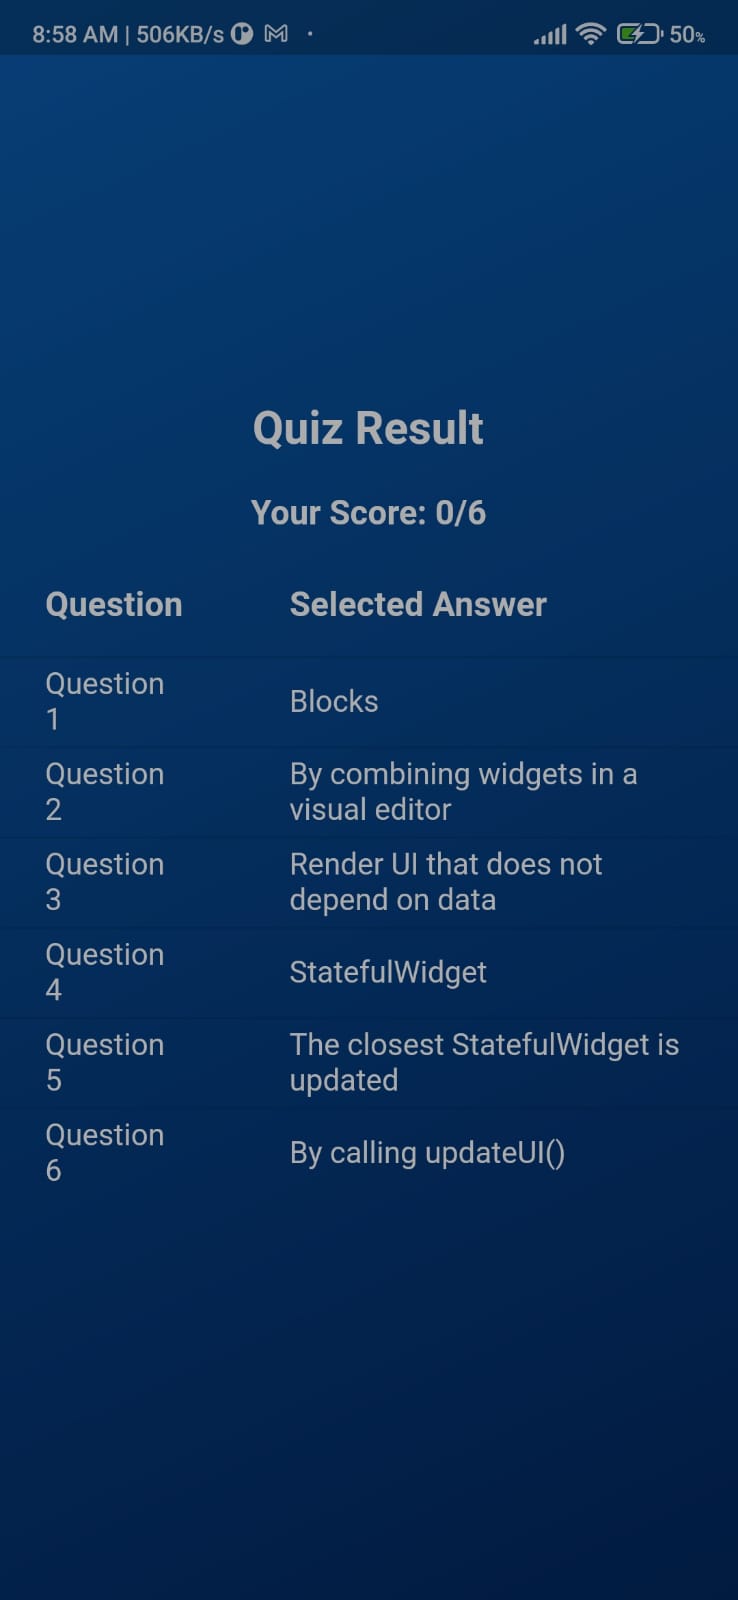 8:58 AM | 506KB/s
50%
Quiz Result
Your Score: 0/6
Question Selected Answer
Question
1
Blocks
Question
2
By combining widgets in a
visual editor
Question
3
Render UI that does not
depend on data
Question
4
StatefulWidget
Question
5
The closest StatefulWidget is
updated
Question
6
By calling updateUI()